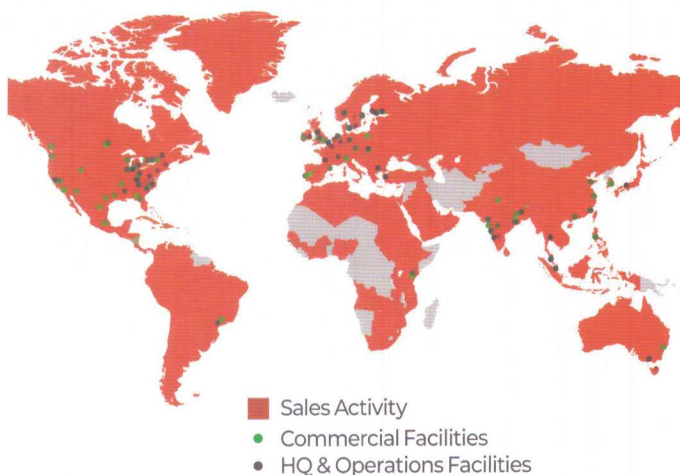 Sales Activity
Commercial Facilities
HQ & Operations Facilities